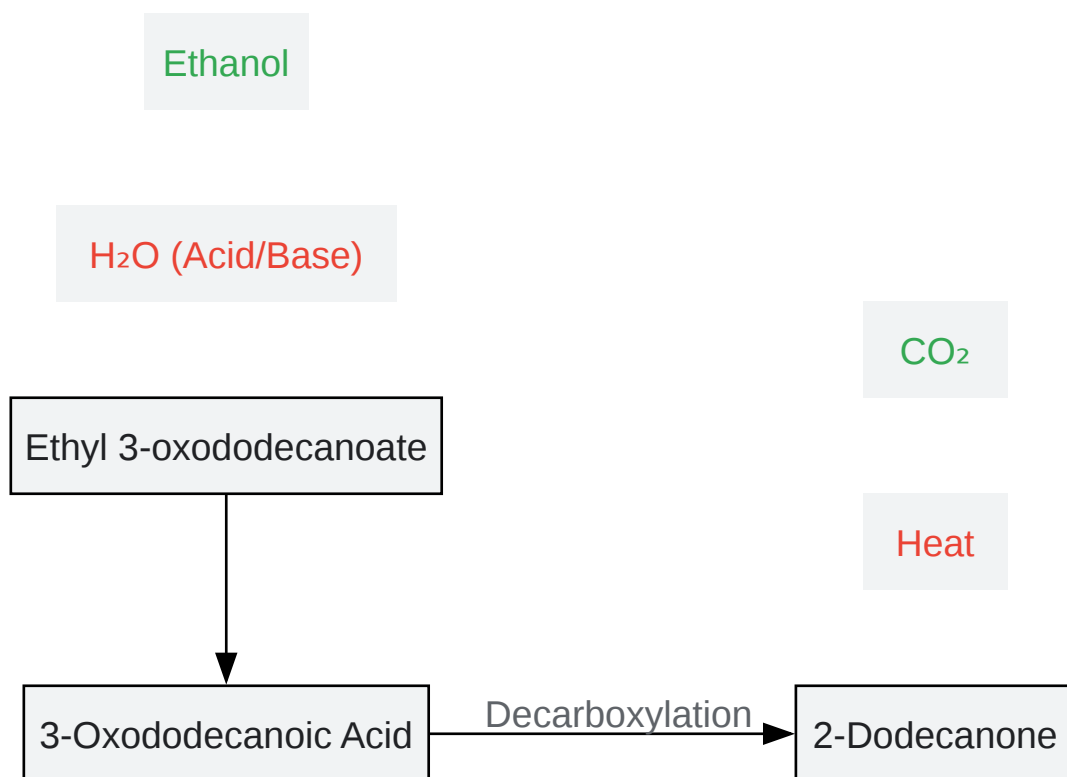 Ethanol
H₂O (Acid/Base)
CO₂
Ethyl 3-oxododecanoate
Heat
3-Oxododecanoic Acid
Decarboxylation
2-Dodecanone